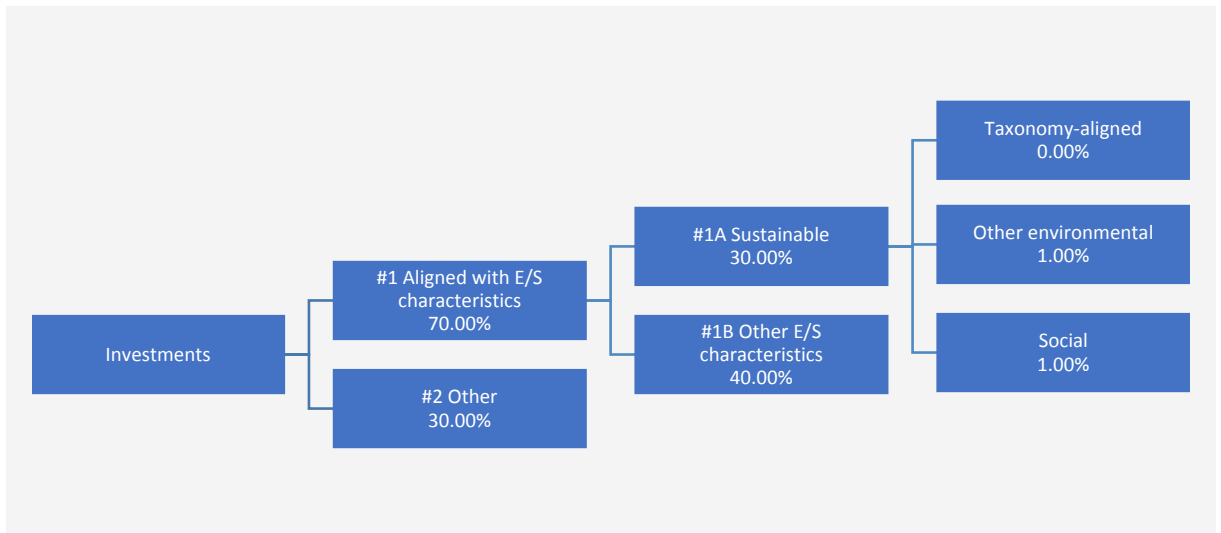 Investments
#1 Aligned with E/S
characteristics
70.00%
#2 Other
30.00%
#1A Sustainable
30.00%
#1B Other E/S
characteristics
40.00%
Taxonomy-aligned
0.00%
Other environmental
1.00%
Social
1.00%